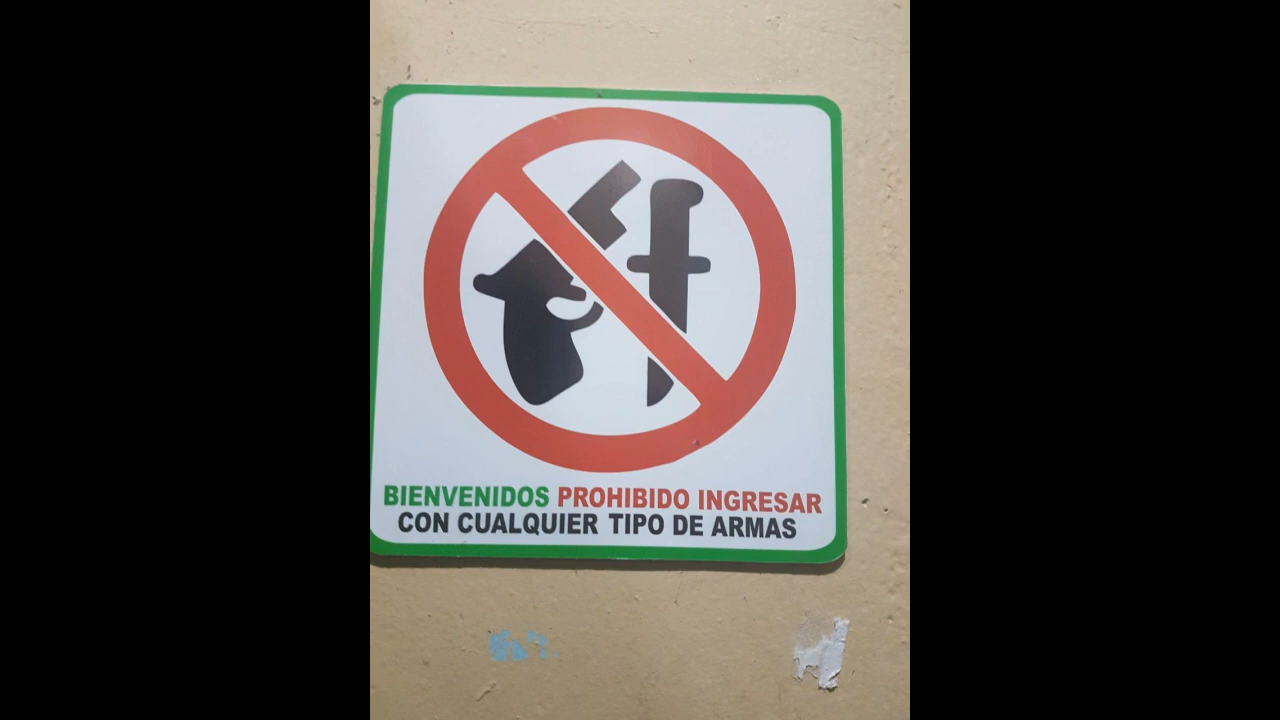 BIENVENIDOS PROHIBIDO INGRESAR
CON CUALQUIER TIPO DE ARMAS